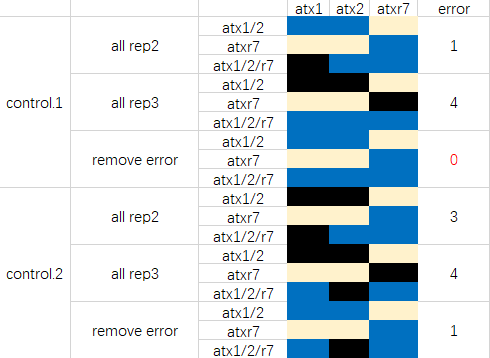 atx1 atx2 atxr7 error
atx1/2
all rep2 atxr7 1
atx1/2/r7
atx1/2
control.1 all rep3 atxr7 4
atx1/2/r7
atx1/2
remove error atxr7 0
atx1/2/r7
atx1/2
all rep2 atxr7 3
atx1/2/r7
atx1/2
control.2 all rep3 atxr7 4
atx1/2/r7
atx1/2
remove error atxr7 1
atx1/2/r7